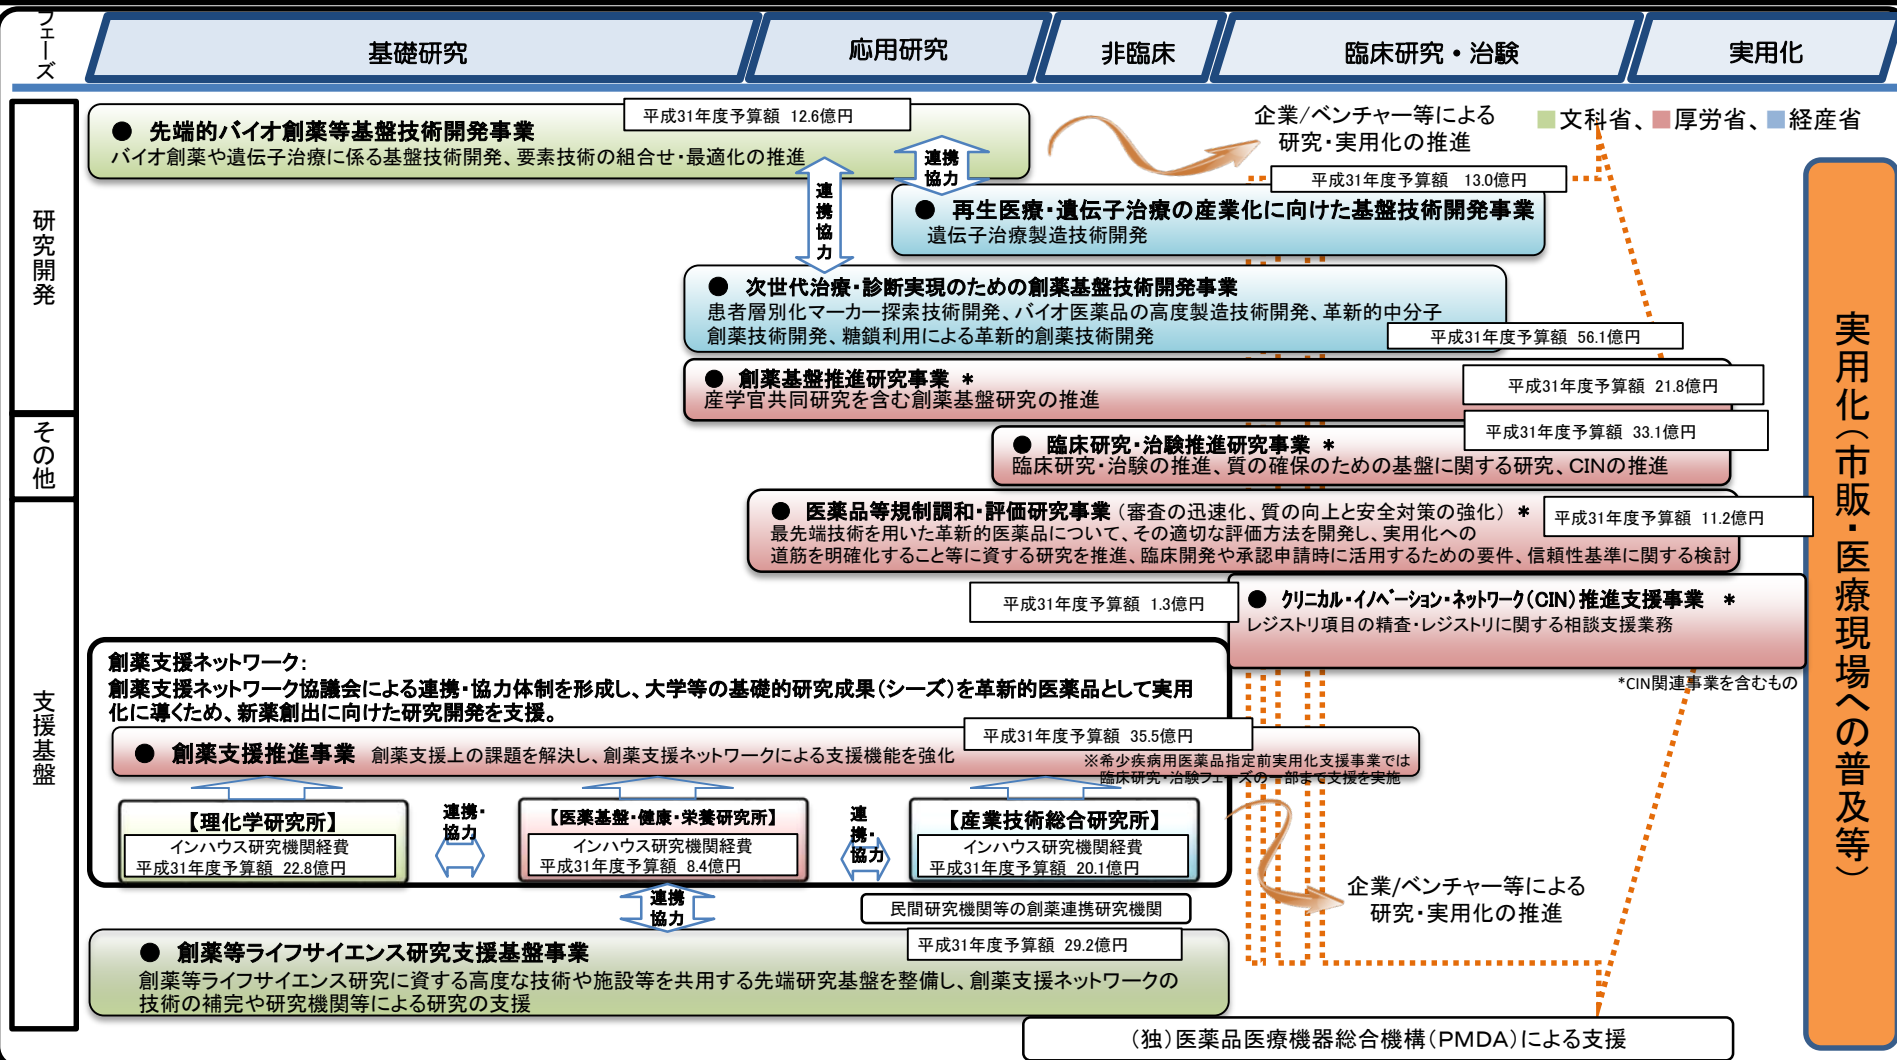 フェーズ
基礎研究
応用研究
非臨床
臨床研究・治験
実用化
研究開発
その他
支援基盤
■文科省、■厚労省、■経産省
平成31年度予算額 12.6億円
● 先端的バイオ創薬等基盤技術開発事業
バイオ創薬や遺伝子治療に係る基盤技術開発、要素技術の組合せ・最適化の推進
連携
協力
連携協力
企業/ベンチャー等による
研究・実用化の推進
平成31年度予算額 13.0億円
● 再生医療・遺伝子治療の産業化に向けた基盤技術開発事業
遺伝子治療製造技術開発
● 次世代治療・診断実現のための創薬基盤技術開発事業
患者層別化マーカー探索技術開発、バイオ医薬品の高度製造技術開発、革新的中分子
創薬技術開発、糖鎖利用による革新的創薬技術開発
平成31年度予算額 56.1億円
● 創薬基盤推進研究事業 *
産学官共同研究を含む創薬基盤研究の推進
平成31年度予算額 21.8億円
平成31年度予算額 33.1億円
● 臨床研究・治験推進研究事業 *
臨床研究・治験の推進、質の確保のための基盤に関する研究、CINの推進
● 医薬品等規制調和・評価研究事業（審査の迅速化、質の向上と安全対策の強化） *
平成31年度予算額 11.2億円
最先端技術を用いた革新的医薬品について、その適切な評価方法を開発し、実用化への
道筋を明確化すること等に資する研究を推進、臨床開発や承認申請時に活用するための要件、信頼性基準に関する検討
平成31年度予算額 1.3億円
● クリニカル・イノベーション・ネットワーク（CIN）推進支援事業 *
レジストリ項目の精査・レジストリに関する相談支援業務
*CIN関連事業を含むもの
創薬支援ネットワーク：
創薬支援ネットワーク協議会による連携・協力体制を形成し、大学等の基礎的研究成果（シーズ）を革新的医薬品として実用
化に導くため、新薬創出に向けた研究開発を支援。
平成31年度予算額 35.5億円
● 創薬支援推進事業 創薬支援上の課題を解決し、創薬支援ネットワークによる支援機能を強化
※希少疾病用医薬品指定前実用化支援事業では
臨床研究・治験フェーズの一部まで支援を実施
【理化学研究所】
インハウス研究機関経費
平成31年度予算額 22.8億円
連携・
協力
【医薬基盤・健康・栄養研究所】
インハウス研究機関経費
平成31年度予算額 8.4億円
連
携・
協力
【産業技術総合研究所】
インハウス研究機関経費
平成31年度予算額 20.1億円
連携
協力
民間研究機関等の創薬連携研究機関
企業/ベンチャー等による
研究・実用化の推進
● 創薬等ライフサイエンス研究支援基盤事業
平成31年度予算額 29.2億円
創薬等ライフサイエンス研究に資する高度な技術や施設等を共用する先端研究基盤を整備し、創薬支援ネットワークの
技術の補完や研究機関等による研究の支援
（独）医薬品医療機器総合機構（PMDA）による支援
実用化（市販・医療現場への普及等）